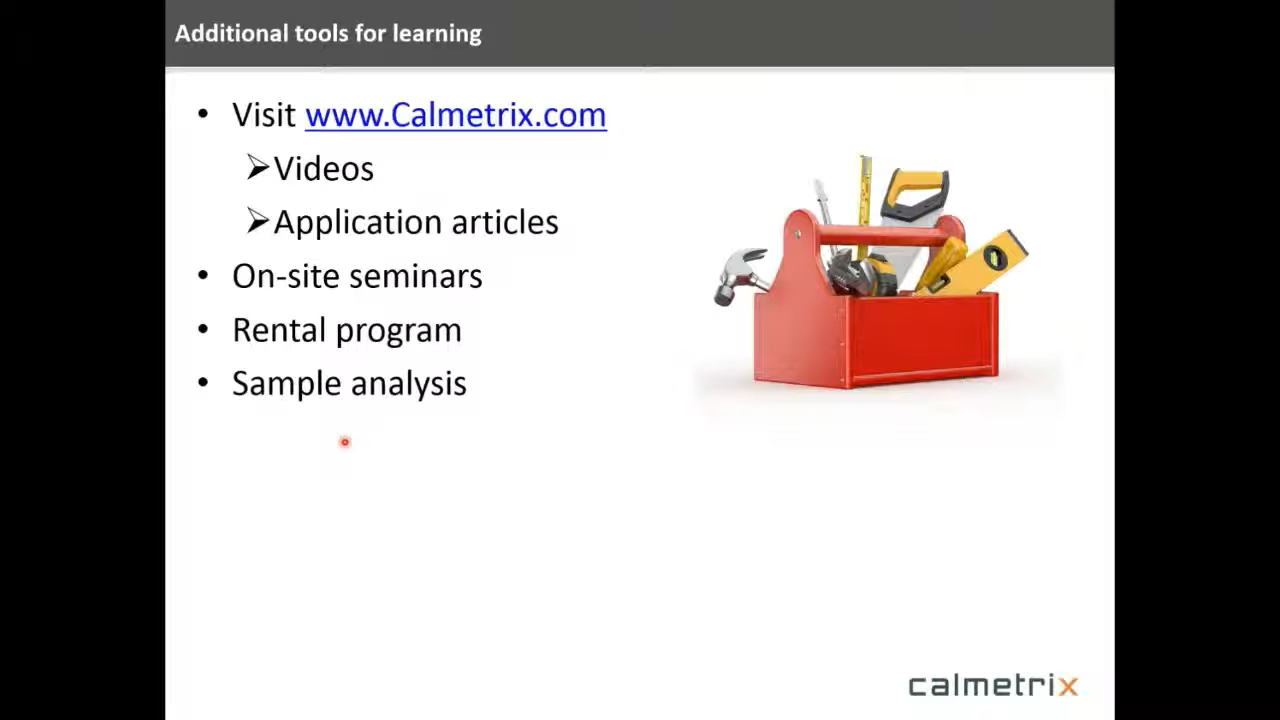 Additional tools for learning
• Visit www.Calmetrix.com
➢Videos
➢Application articles
• On-site seminars
• Rental program
• Sample analysis
calmetrix